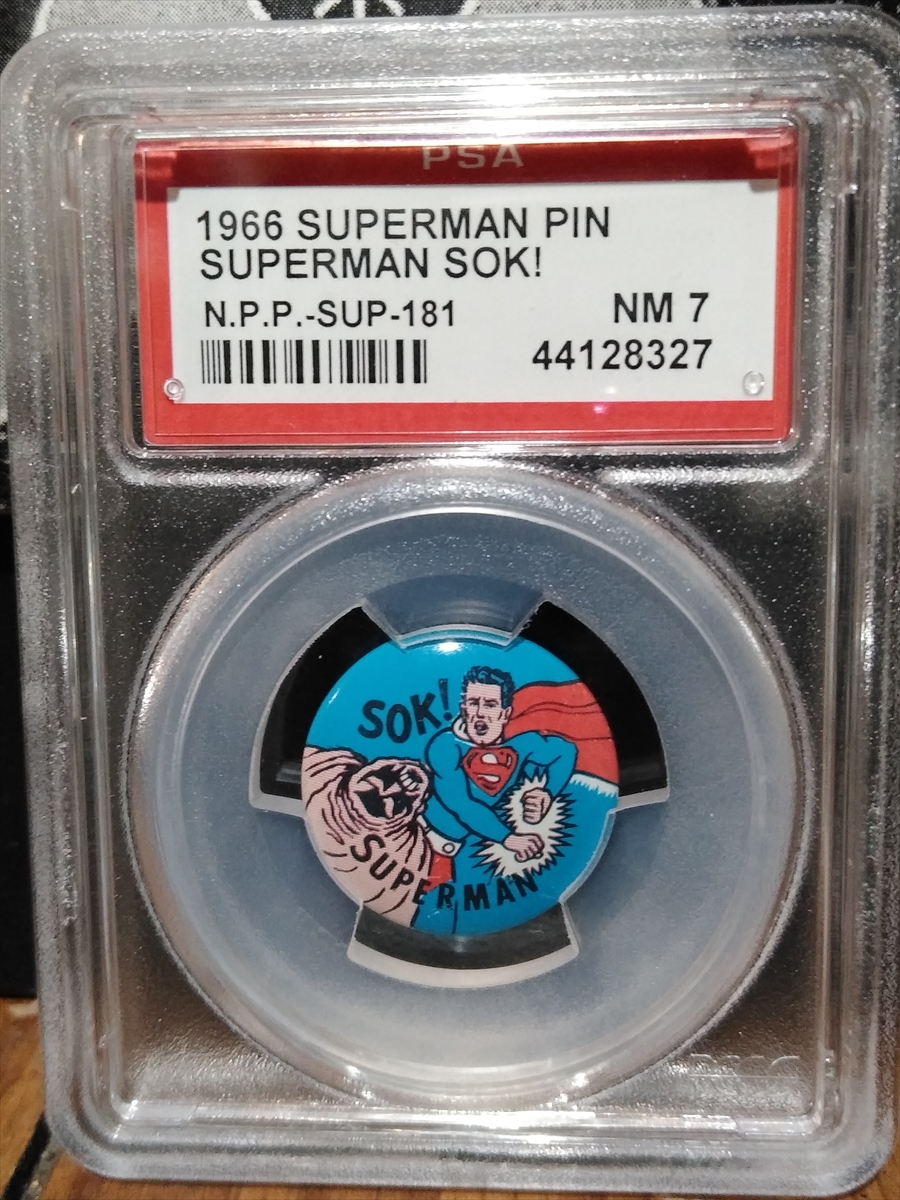 PSA
1966 SUPERMAN PIN
SUPERMAN SOK!
N.P.P.-SUP-181
NM 7
44128327
SOK!
S
SUPERMAN